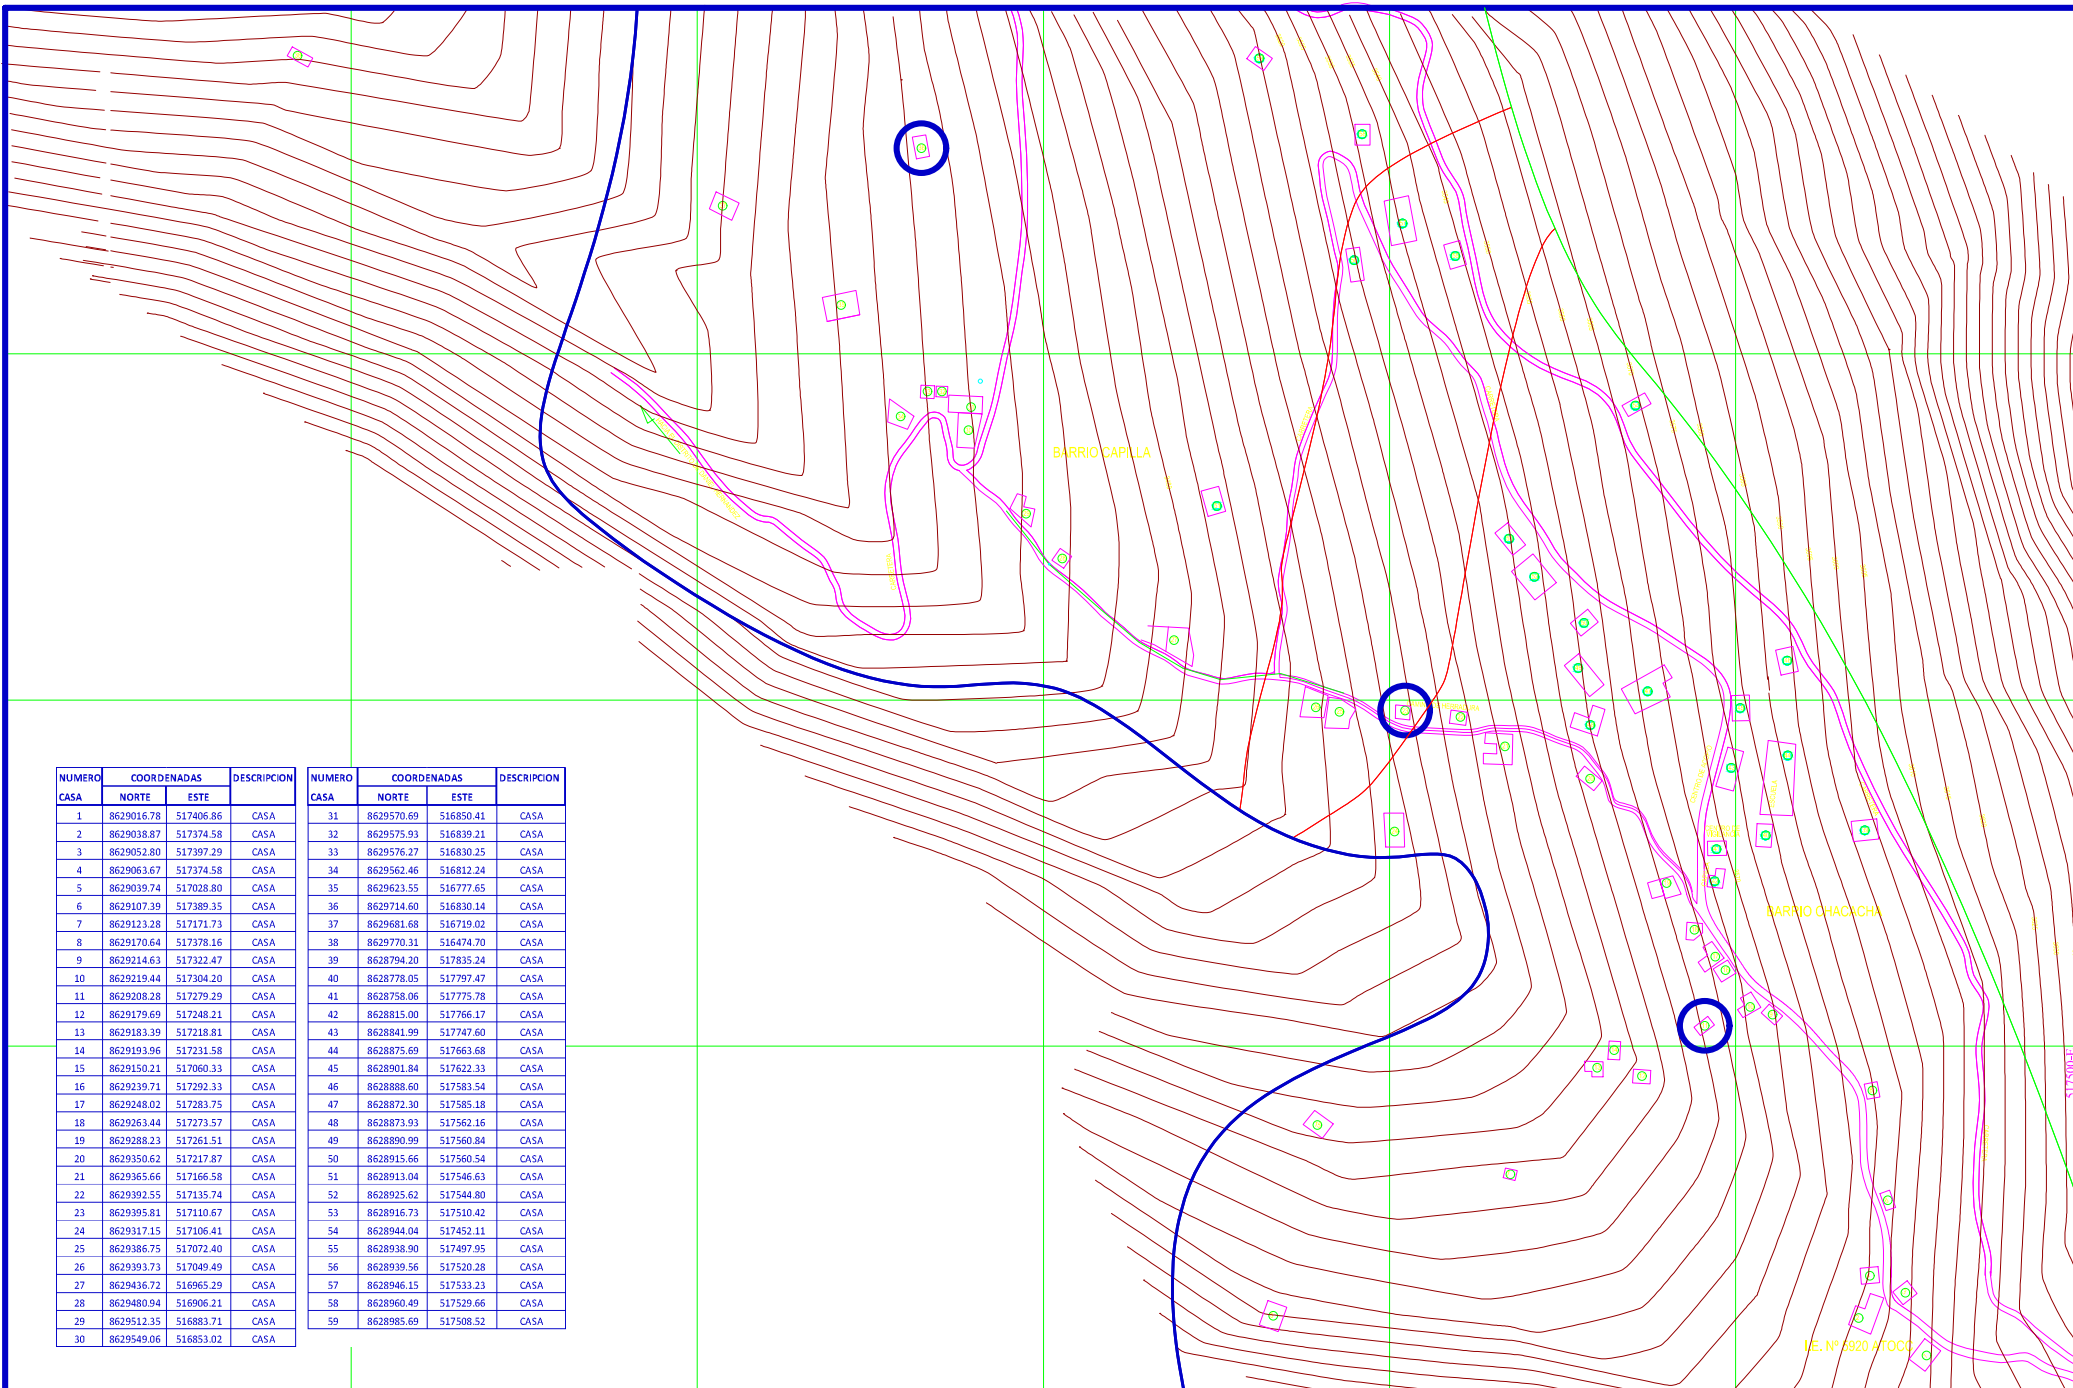 BARRIO CAPILLA
NUMERO CASA COORDENADAS NORTE ESTE DESCRIPCION
1 8629016.78 517406.86 CASA
2 8629038.87 517374.58 CASA
3 8629052.80 517397.29 CASA
4 8629063.67 517374.58 CASA
5 8629039.74 517028.80 CASA
6 8629107.39 517389.35 CASA
7 8629123.28 517171.73 CASA
8 8629170.64 517378.16 CASA
9 8629214.63 517322.47 CASA
10 8629219.44 517304.20 CASA
11 8629208.28 517279.29 CASA
12 8629179.69 517248.21 CASA
13 8629183.39 517218.81 CASA
14 8629193.96 517231.58 CASA
15 8629150.21 517060.33 CASA
16 8629239.71 517292.33 CASA
17 8629248.02 517283.75 CASA
18 8629263.44 517273.57 CASA
19 8629288.23 517261.51 CASA
20 8629350.62 517217.87 CASA
21 8629365.66 517166.58 CASA
22 8629392.55 517135.74 CASA
23 8629395.81 517110.67 CASA
24 8629317.15 517106.41 CASA
25 8629386.75 517072.40 CASA
26 8629393.73 517049.49 CASA
27 8629436.72 516965.29 CASA
28 8629480.94 516906.21 CASA
29 8629512.35 516883.71 CASA
30 8629549.06 516853.02 CASA
NUMERO CASA COORDENADAS NORTE ESTE DESCRIPCION
31 8629570.69 516850.41 CASA
32 8629575.93 516839.21 CASA
33 8629576.27 516830.25 CASA
34 8629562.46 516812.24 CASA
35 8629623.55 516777.65 CASA
36 8629714.60 516830.14 CASA
37 8629681.68 516719.02 CASA
38 8629770.31 516474.70 CASA
39 8628794.20 517835.24 CASA
40 8628778.05 517797.47 CASA
41 8628758.06 517775.78 CASA
42 8628815.00 517766.17 CASA
43 8628841.99 517747.60 CASA
44 8628875.69 517663.68 CASA
45 8628901.84 517622.33 CASA
46 8628888.60 517583.54 CASA
47 8628872.30 517585.18 CASA
48 8628873.93 517562.16 CASA
49 8628890.99 517560.84 CASA
50 8628915.66 517560.54 CASA
51 8628913.04 517546.63 CASA
52 8628925.62 517544.80 CASA
53 8628916.73 517510.42 CASA
54 8628944.04 517452.11 CASA
55 8628938.90 517497.95 CASA
56 8628939.56 517520.28 CASA
57 8628946.15 517533.23 CASA
58 8628960.49 517529.66 CASA
59 8628985.69 517508.52 CASA
BARRIO CHACACHA